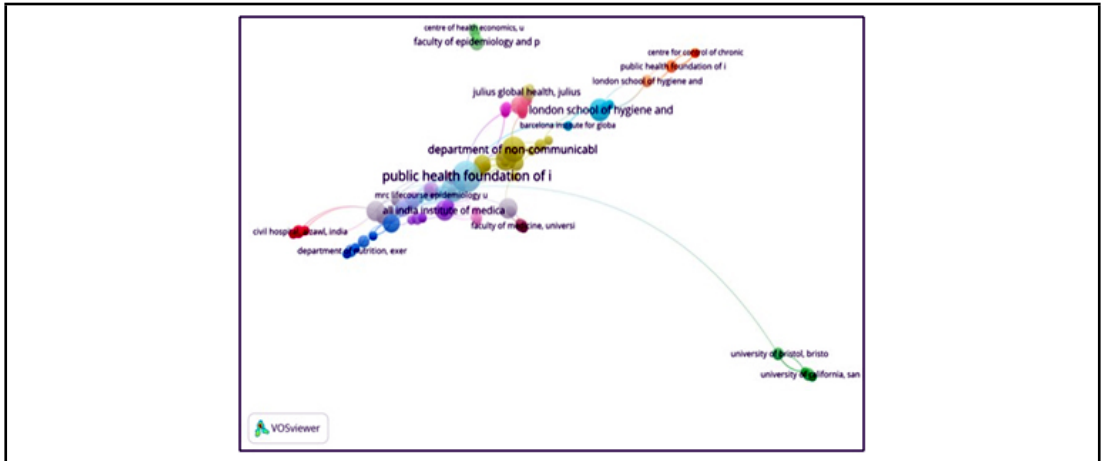 centre of health economics, u
faculty of epidemiology and p
centre for control of chronic
public health foundation of i
london school of hygiene and
julius global health, julius
london school of hygiene and
barcelona institute for globa
department of non-communicabl
public health foundation of i
mrc lifecourse epidemiology u
all india institute of medica
faculty of medicine, universi
civil hospital, aizawl, india
department of nutrition, exer
university of bristol, bristo
university of california, san
VOSviewer